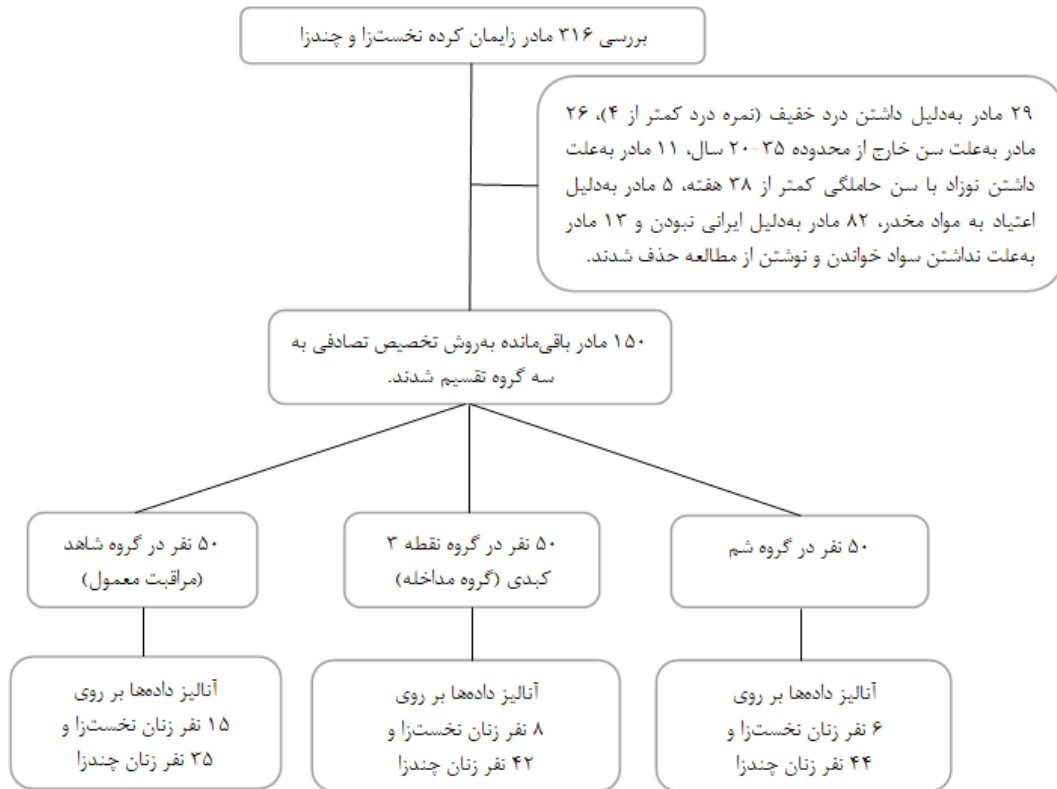 بررسی ۳۱۶ مادر زایمان کرده نخست‌زا و چندزا
۲۹ مادر به‌دلیل داشتن درد خفیف (نمره درد کمتر از ۴)، ۲۶
مادر به‌علت سن خارج از محدوده ۳۵-۲۰ سال، ۱۱ مادر به‌علت
داشتن نوزاد با سن حاملگی کمتر از ۳۸ هفته، ۵ مادر به‌دلیل
اعتیاد به مواد مخدر، ۸۲ مادر به‌دلیل ایرانی نبودن و ۱۳ مادر
به‌علت نداشتن سواد خواندن و نوشتن از مطالعه حذف شدند.
۱۵۰ مادر باقی‌مانده به‌روش تخصیص تصادفی به
سه گروه تقسیم شدند.
۵۰ نفر در گروه شم
۵۰ نفر در گروه نقطه ۳
کبدی (گروه مداخله)
۵۰ نفر در گروه شاهد
(مراقبت معمول)
آنالیز داده‌ها بر روی
۶ نفر زنان نخست‌زا و
۴۴ نفر زنان چندزا
آنالیز داده‌ها بر روی
۸ نفر زنان نخست‌زا و
۴۲ نفر زنان چندزا
آنالیز داده‌ها بر روی
۱۵ نفر زنان نخست‌زا و
۳۵ نفر زنان چندزا